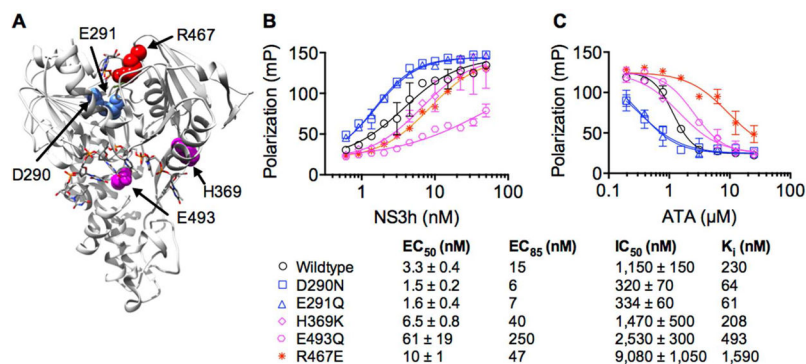 A
E291
R467
D290
H369
E493
B
Polarization (mP)
150
100
50
0
1
10
100
NS3h (nM)
C
Polarization (mP)
150
100
50
0
0.1
1
10
ATA (µM)
EC50 (nM) EC85 (nM) IC50 (nM) Ki (nM)
Wildtype 3.3 ± 0.4 15 1,150 ± 150 230
D290N 1.5 ± 0.2 6 320 ± 70 64
E291Q 1.6 ± 0.4 7 334 ± 60 61
H369K 6.5 ± 0.8 40 1,470 ± 500 208
E493Q 61 ± 19 250 2,530 ± 300 493
R467E 10 ± 1 47 9,080 ± 1,050 1,590